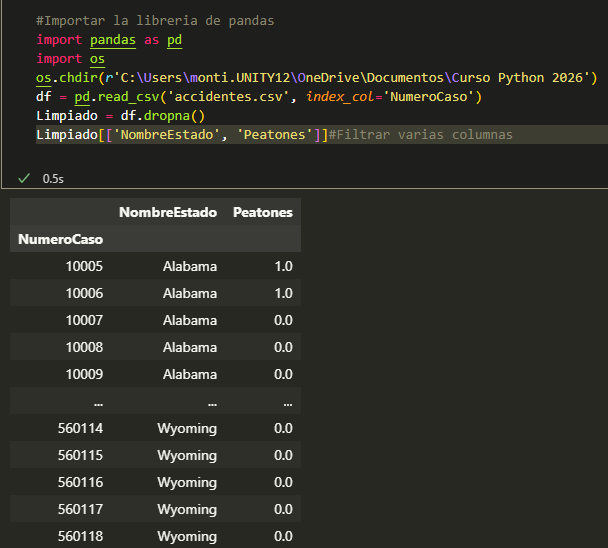 #Importar la libreria de pandas
import pandas as pd
import os
os.chdir(r'C:\Users\monti.UNITY12\OneDrive\Documentos\Curso Python 2026')
df = pd.read_csv('accidentes.csv', index_col='NumeroCaso')
Limpiado = df.dropna()
Limpiado[['NombreEstado', 'Peatones']]#Filtrar varias columnas
0.5s
NombreEstado Peatones
NumeroCaso
10005 Alabama 1.0
10006 Alabama 1.0
10007 Alabama 0.0
10008 Alabama 0.0
10009 Alabama 0.0
... ... ...
560114 Wyoming 0.0
560115 Wyoming 0.0
560116 Wyoming 0.0
560117 Wyoming 0.0
560118 Wyoming 0.0